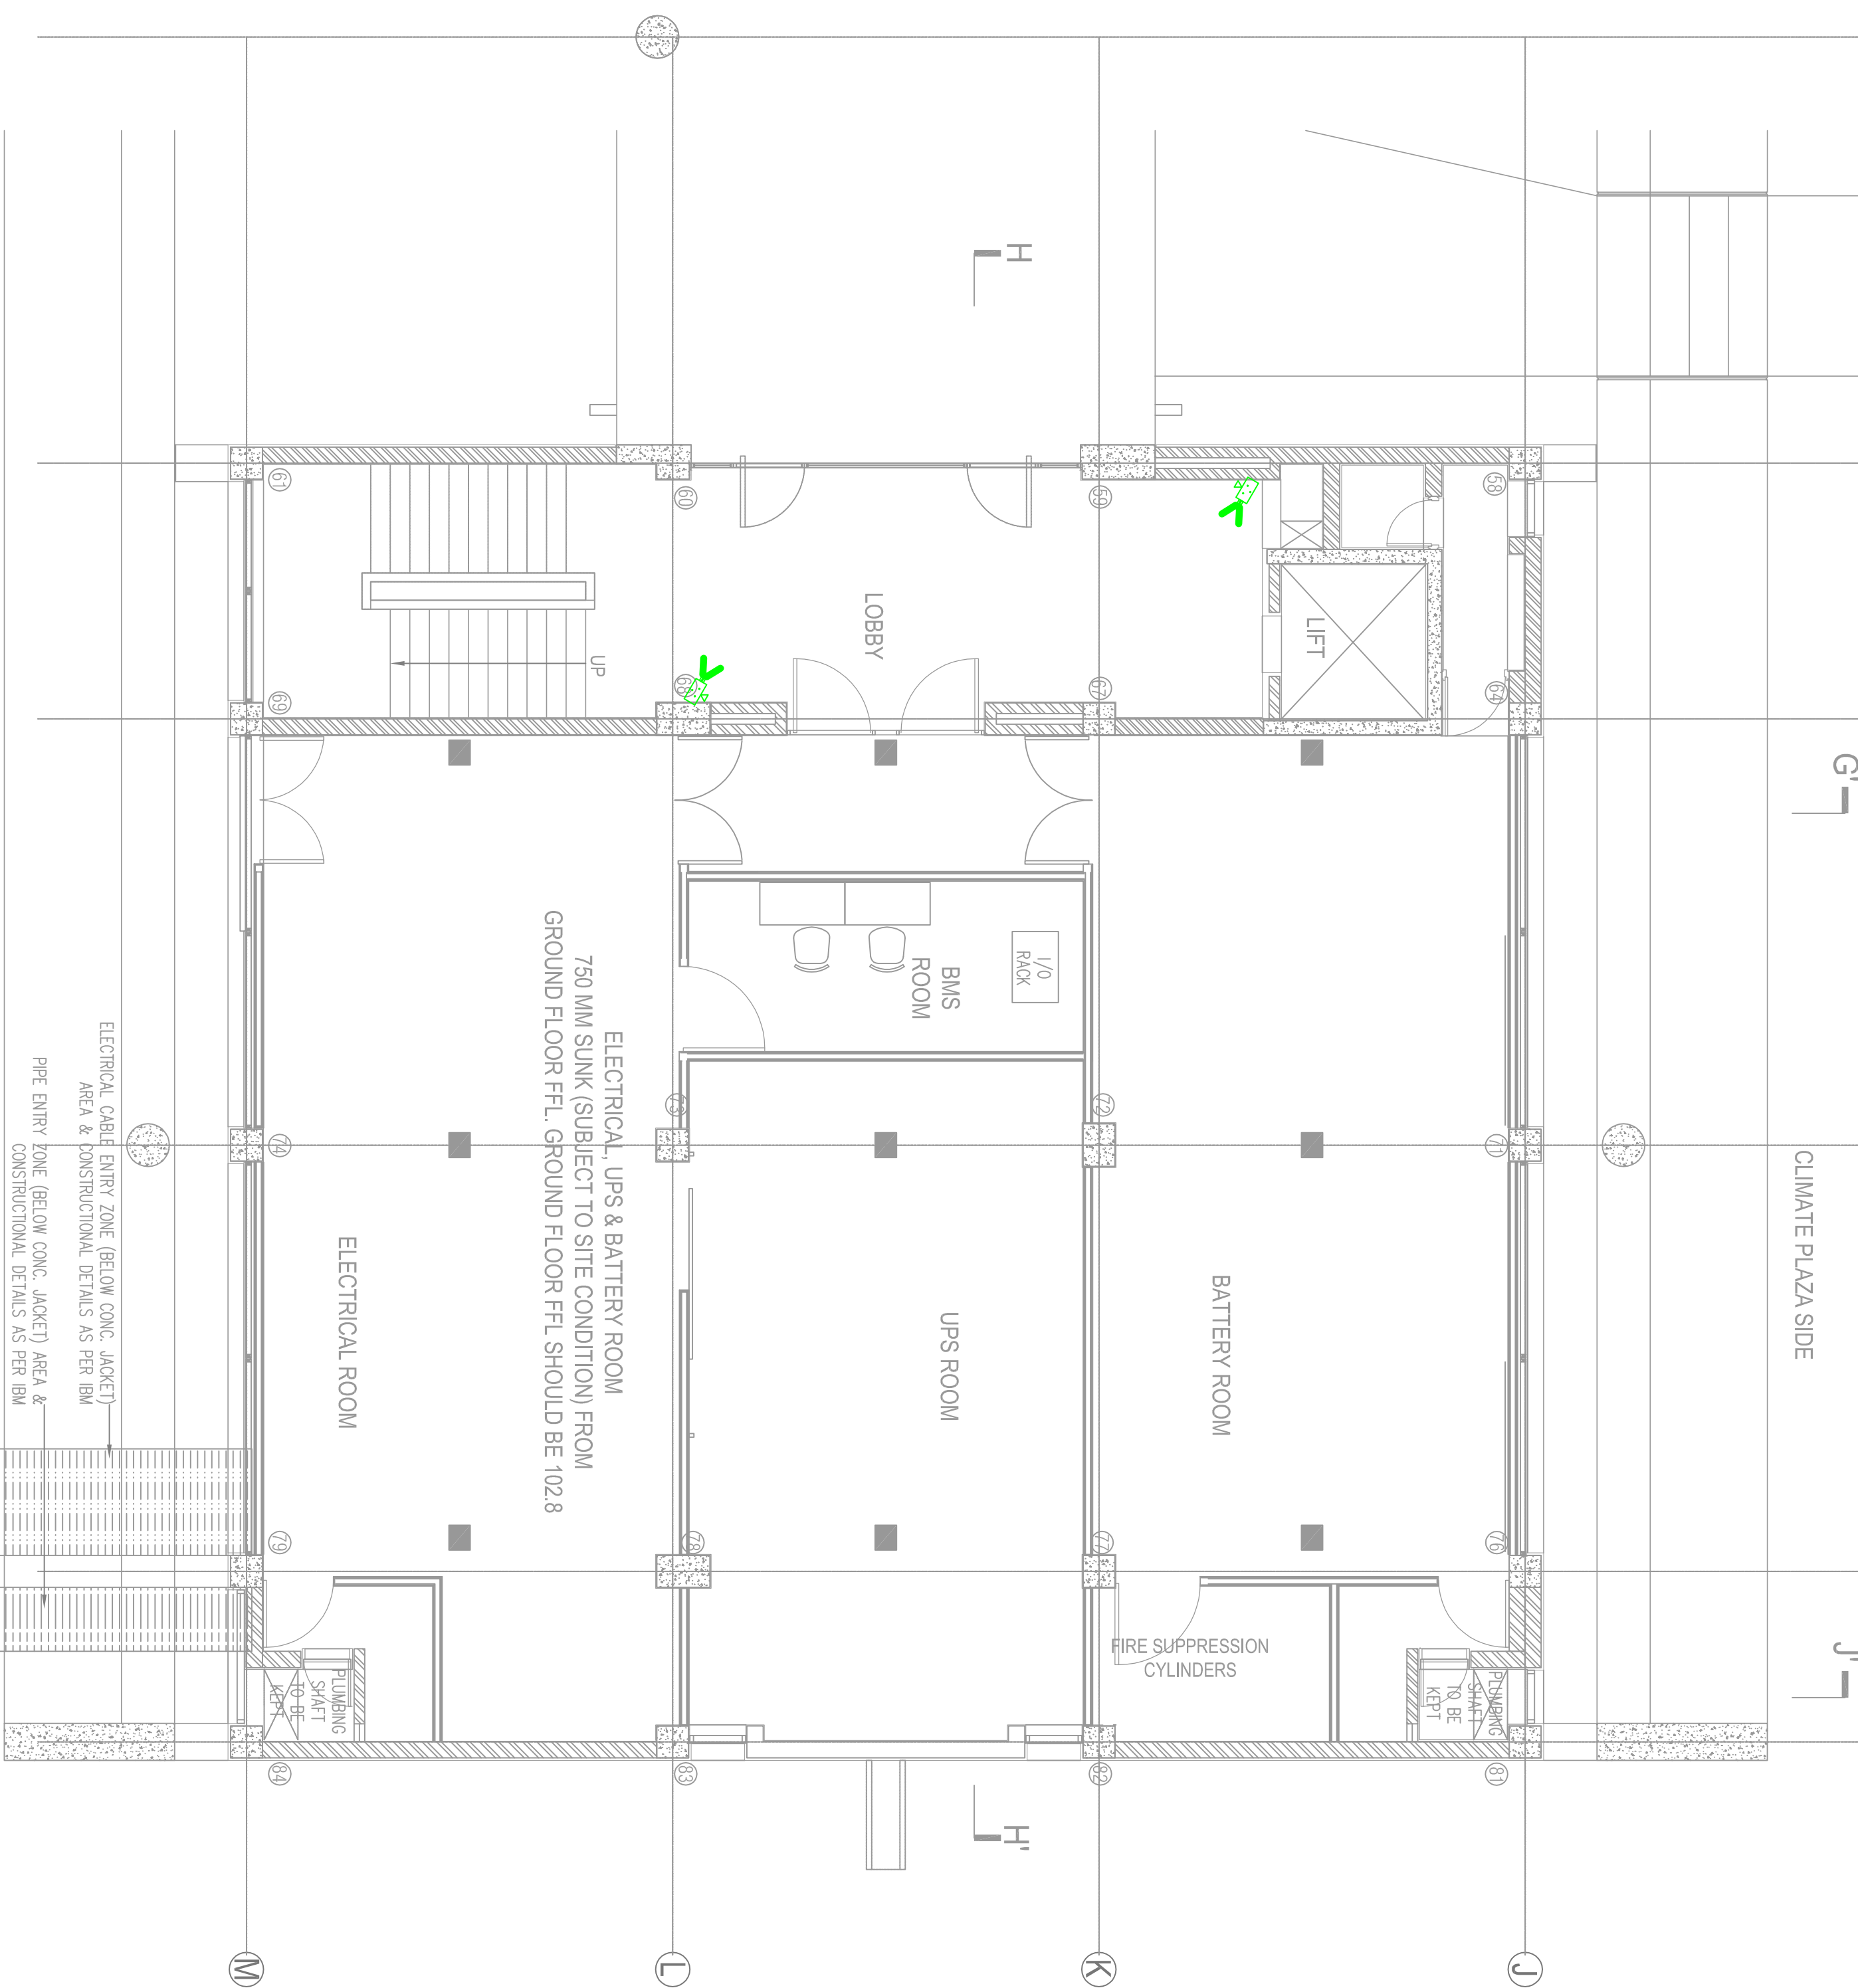 H
G'
58
59
60
61
LOBBY
LIFT
UP
64
67
68
69
I/O
RACK
BMS
ROOM
ELECTRICAL, UPS & BATTERY ROOM
750 MM SUNK (SUBJECT TO SITE CONDITION) FROM
GROUND FLOOR FFL. GROUND FLOOR FFL SHOULD BE 102.8
71
72
73
74
CLIMATE PLAZA SIDE
BATTERY ROOM
UPS ROOM
ELECTRICAL ROOM
ELECTRICAL CABLE ENTRY ZONE (BELOW CONC. JACKET)
AREA & CONSTRUCTIONAL DETAILS AS PER IBM
PIPE ENTRY ZONE (BELOW CONC. JACKET) AREA &
CONSTRUCTIONAL DETAILS AS PER IBM
76
77
78
79
FIRE SUPPRESSION
CYLINDERS
PLUMBING
SHAFT
TO BE
KEPT
PLUMBING
SHAFT
TO BE
KEPT
J'
81
82
83
84
H'
M
L
K
J